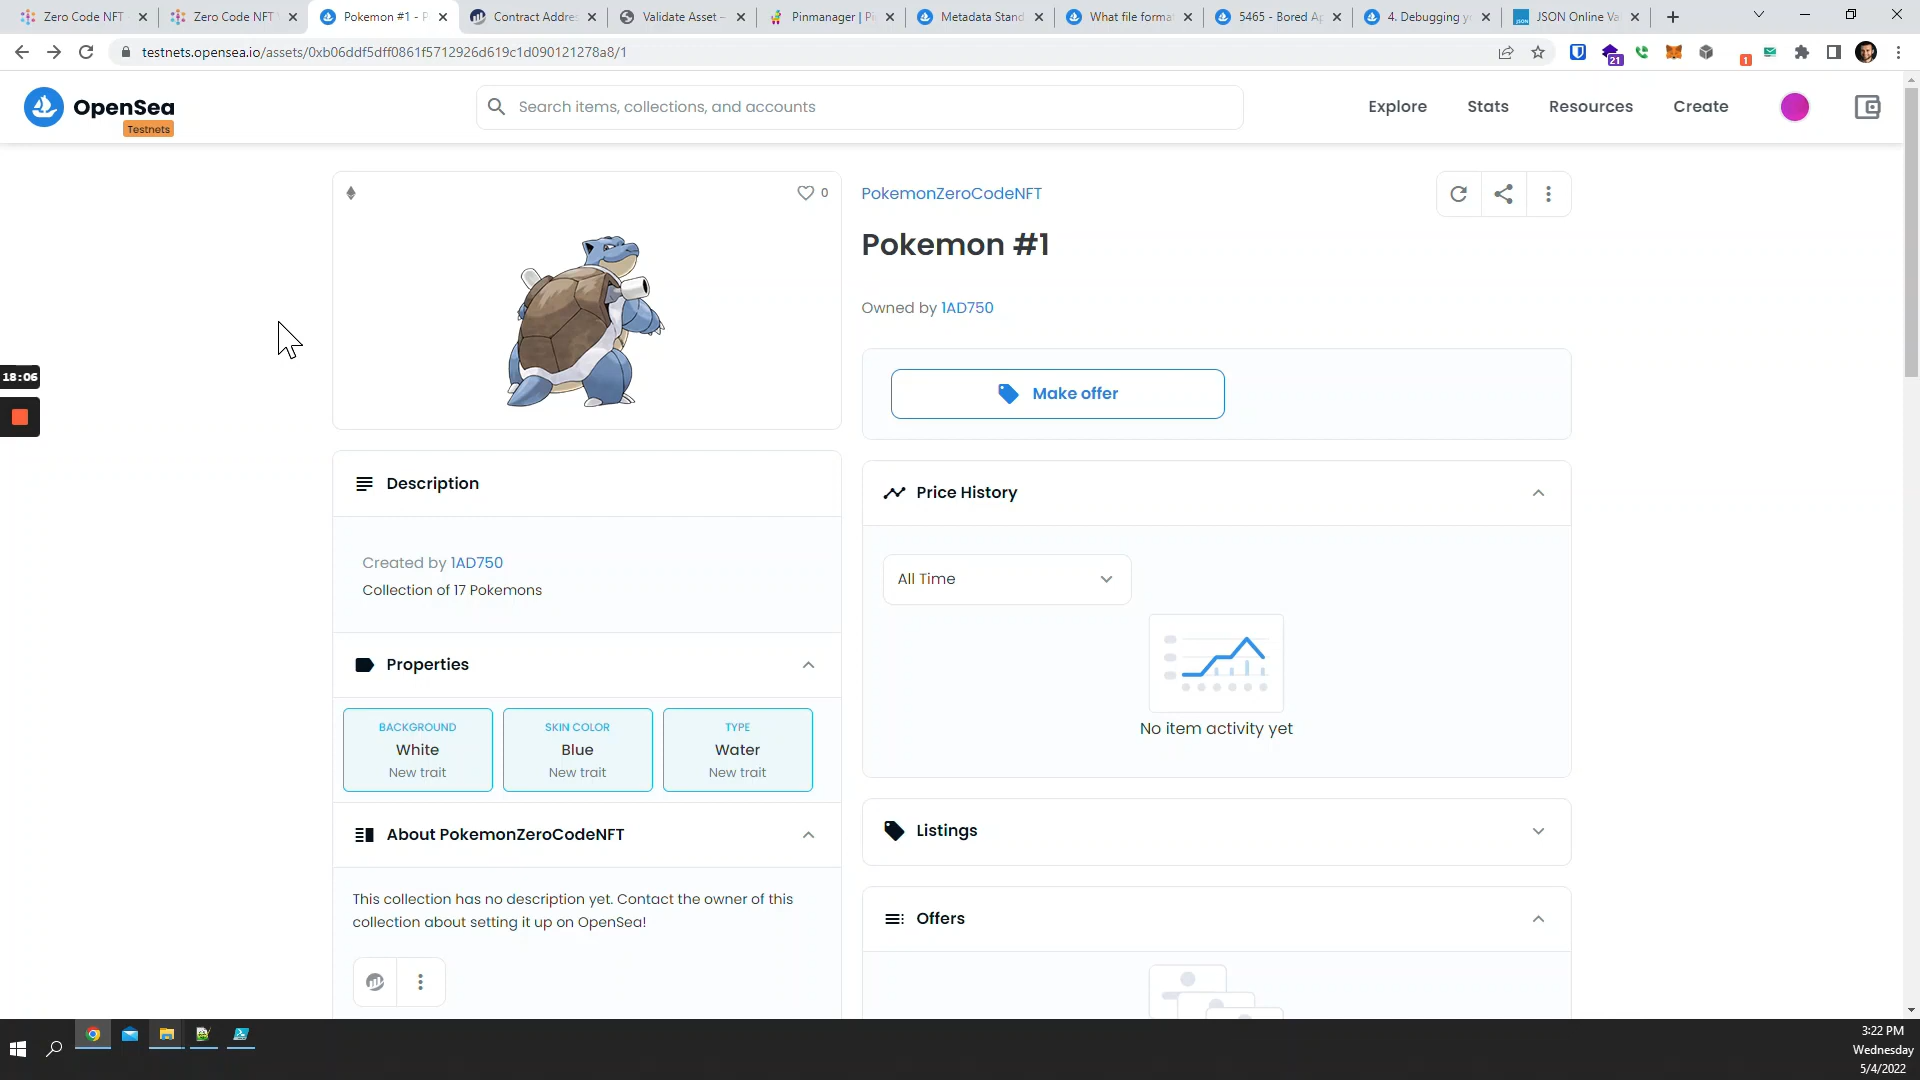 Zero Code NFT
Zero Code NFT
Pokemon #1 - P
Contract Addre
Validate Asset -
Pinmanager | Pi
Metadata Stand
What file forma
5465 - Bored Ap
4. Debugging y
JSON Online Va
testnets.opensea.io/assets/0xb06ddf5dff0861f5712926d619c1d090121278a8/1
21
1
OpenSea
Testnets
Search items, collections, and accounts
Explore
Stats
Resources
Create
0
PokemonZeroCodeNFT
Pokemon #1
Owned by 1AD750
18:06
Make offer
Description
Price History
Created by 1AD750
Collection of 17 Pokemons
All Time
Properties
BACKGROUND
White
New trait
SKIN COLOR
Blue
New trait
TYPE
Water
New trait
No item activity yet
About PokemonZeroCodeNFT
Listings
This collection has no description yet. Contact the owner of this
collection about setting it up on OpenSea!
Offers
3:22 PM
Wednesday
5/4/2022